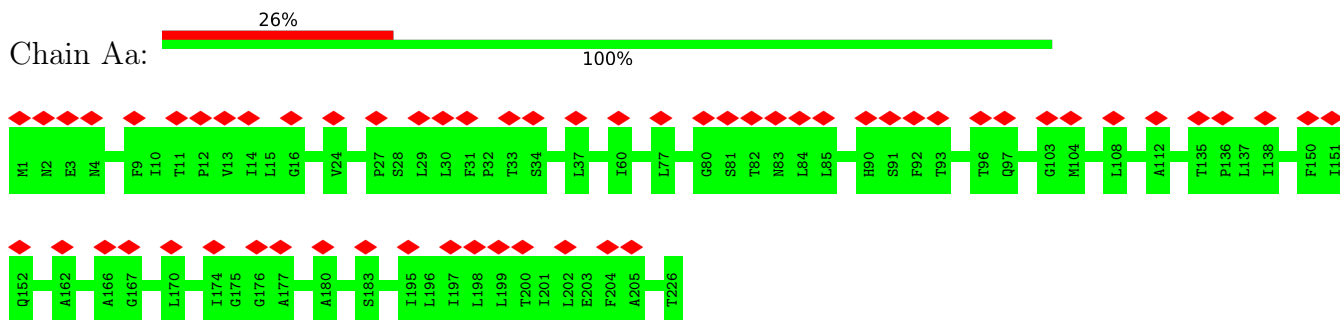 26%
Chain Aa:
100%
M1 N2 E3 N4 F9 I10 T11 P12 V13 I14 L15 G16 V24 P27 S28 L29 L30 F31 P32 T33 S34 L37 I60 L77 G80 S81 T82 N83 L84 L85 H90 S91 F92 T93 T96 Q97 G103 M104 L108 A112 T135 P136 L137 I138 F150 I151
Q152 A162 A166 G167 L170 I174 G175 G176 A177 A180 S183 I195 L196 I197 L198 L199 T200 I201 L202 E203 F204 A205 T226